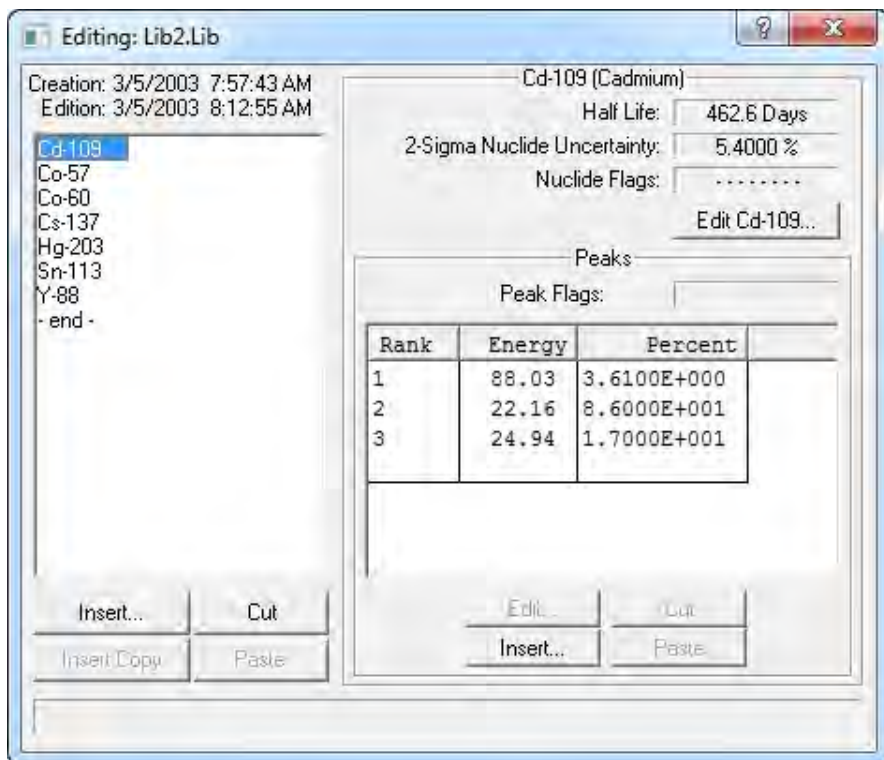 Editing: Lib2.Lib
Creation: 3/5/2003 7:57:43 AM
Edition: 3/5/2003 8:12:55 AM
Cd-109
Co-57
Co-60
Cs-137
Hg-203
Sn-113
Y-88
- end -
Insert... Cut
Insert Copy Paste
Cd-109 (Cadmium)
Half Life: 462.6 Days
2-Sigma Nuclide Uncertainty: 5.4000 %
Nuclide Flags: - - - - - - - -
Edit Cd-109...
Peaks
Peak Flags:
Rank Energy Percent
1 88.03 3.6100E+000
2 22.16 8.6000E+001
3 24.94 1.7000E+001
Edit... Cut
Insert... Paste